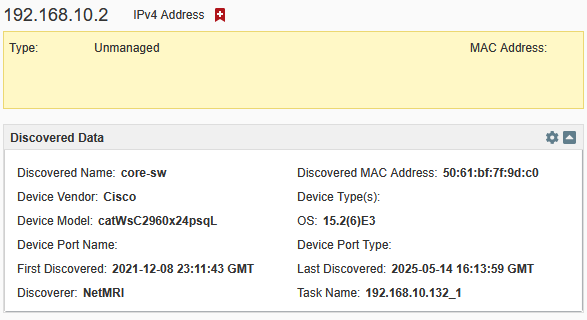 192.168.10.2 IPv4 Address
Type: Unmanaged MAC Address:
Discovered Data
Discovered Name: core-sw Discovered MAC Address: 50:61:bf:7f:9d:c0
Device Vendor: Cisco Device Type(s):
Device Model: catWsC2960x24psqL OS: 15.2(6)E3
Device Port Name: Device Port Type:
First Discovered: 2021-12-08 23:11:43 GMT Last Discovered: 2025-05-14 16:13:59 GMT
Discoverer: NetMRI Task Name: 192.168.10.132_1